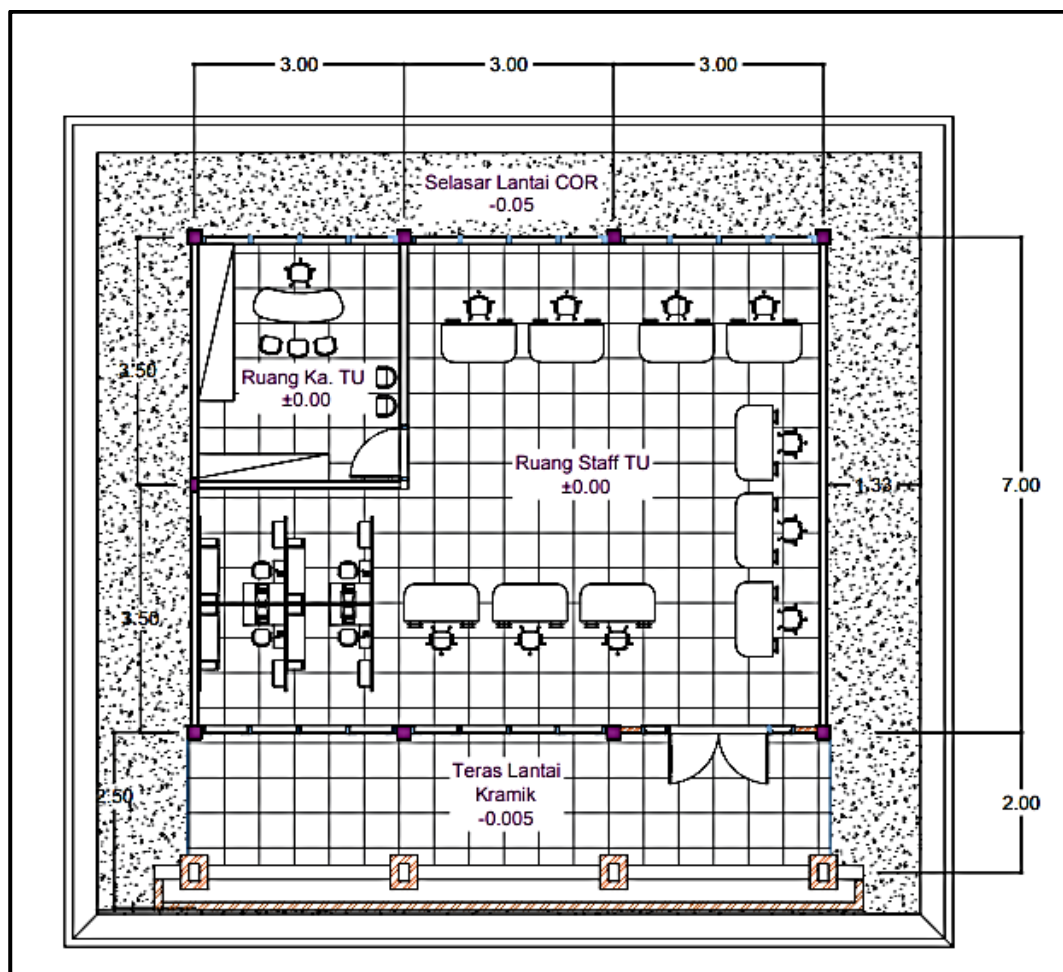 3.00
3.00
3.00
Selasar Lantai COR
-0.05
3.50
Ruang Ka. TU
±0.00
Ruang Staff TU
±0.00
1.33
7.00
3.50
Teras Lantai
Kramik
-0.005
2.50
2.00